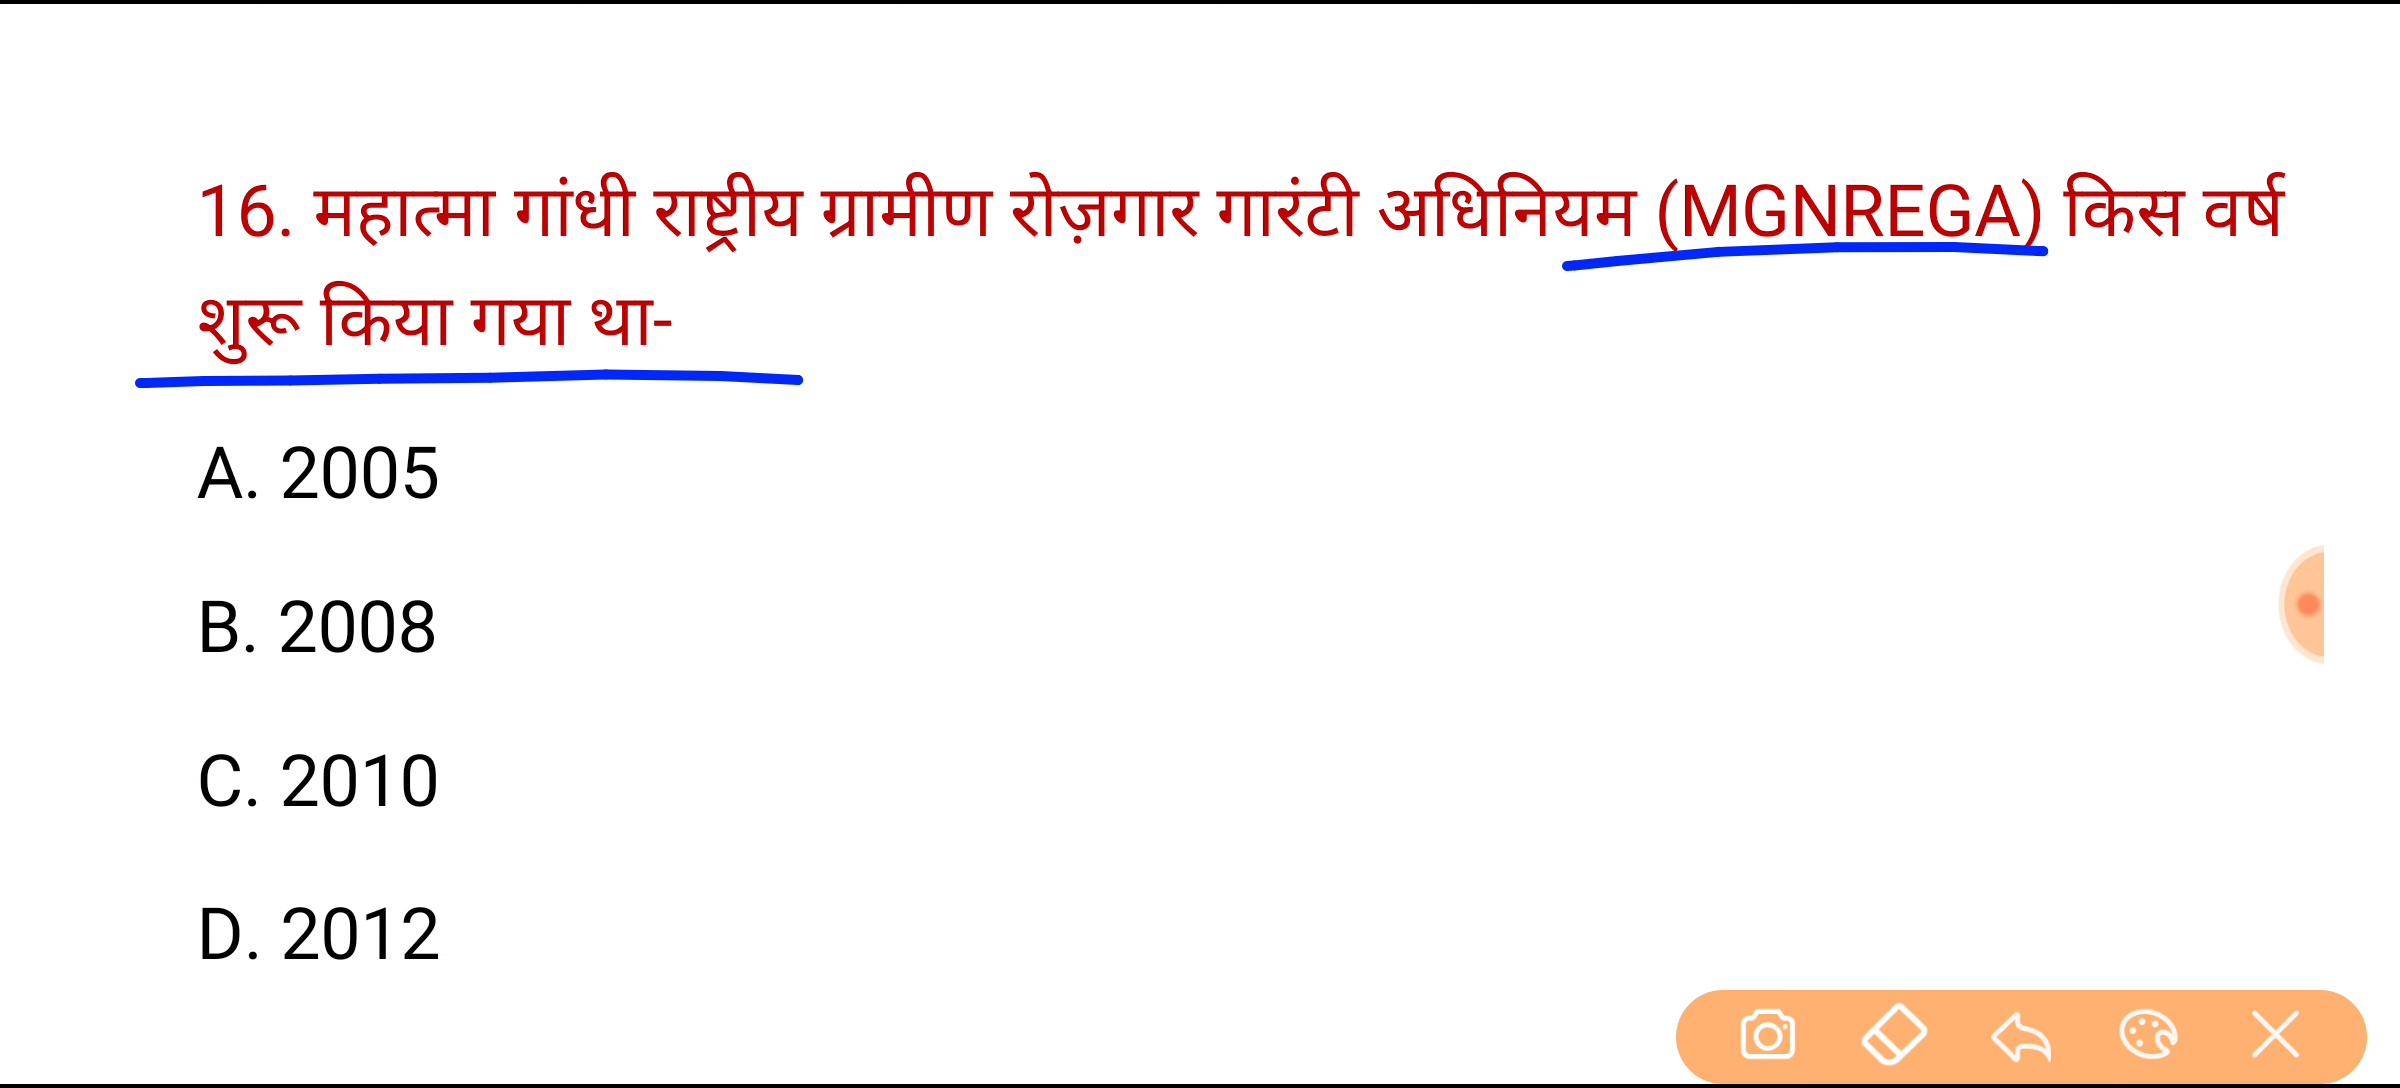 16. महात्मा गांधी राष्ट्रीय ग्रामीण रोज़गार गारंटी अधिनियम (MGNREGA) किस वर्ष
शुरू किया गया था-
A. 2005
B. 2008
C. 2010
D. 2012